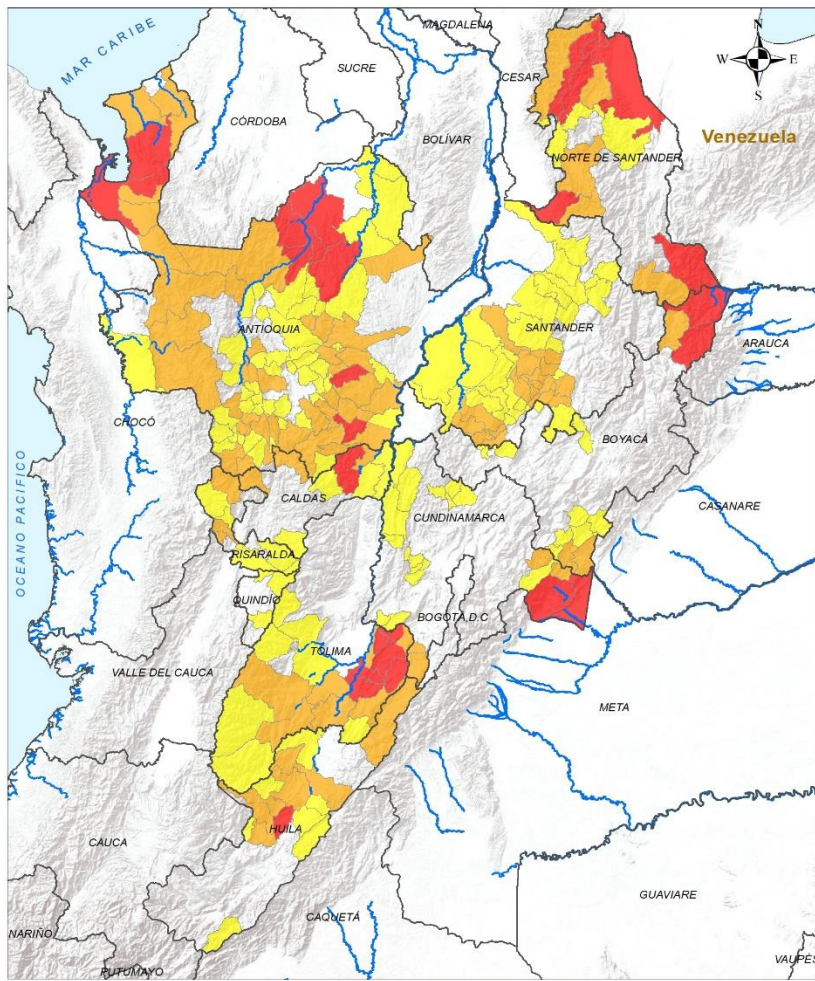 MAGDALENA
N
W E
S
MAR CARIBE
SUCRE
CESAR
CÓRDOBA
BOLÍVAR
Venezuela
NORTE DE SANTANDER
ANTIOQUIA
SANTANDER
ARAUCA
CHOCÓ
BOYACÁ
OCEANO PACIFICO
CALDAS
CUNDINAMARCA
CASANARE
RISARALDA
QUINDÍO
BOGOTÁ, D.C
TOLIMA
VALLE DEL CAUCA
META
HUILA
CAUCA
GUAVIARE
CAQUETÁ
NARIÑO
PUTUMAYO
VAUPÉS